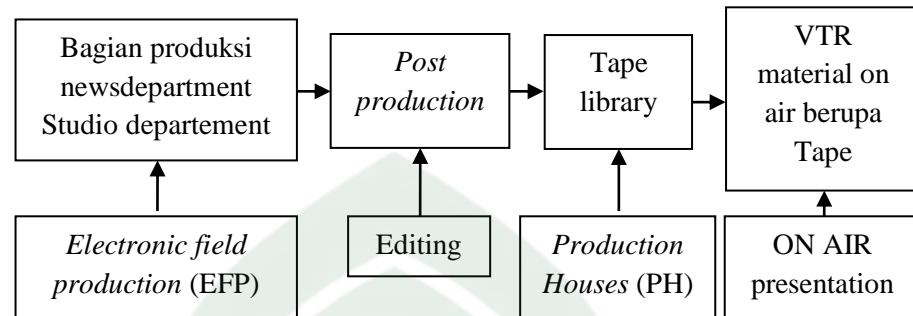 Bagian produksi
newsdepartment
Studio departement
Post
production
Tape
library
VTR
material on
air berupa
Tape
Electronic field
production (EFP)
Editing
Production
Houses (PH)
ON AIR
presentation